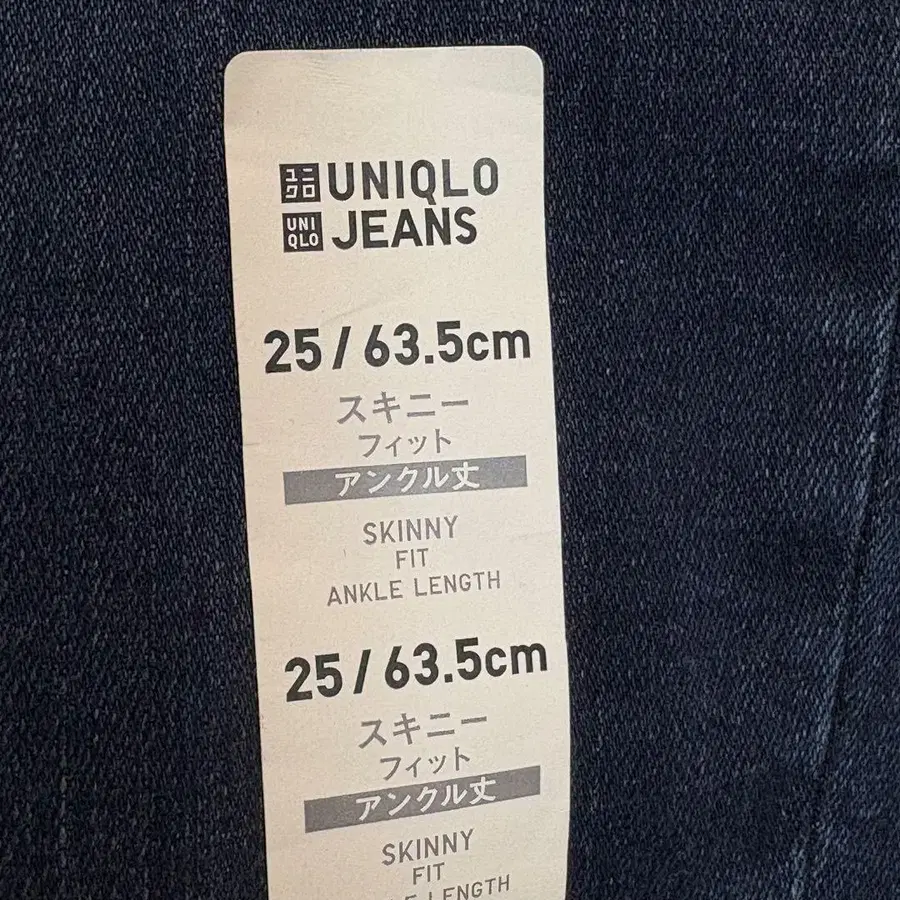 ユニ
クロ
UNIQLO
UNI
QLO
JEANS
25 / 63.5cm
スキニー
フィット
アンクル丈
SKINNY
FIT
ANKLE LENGTH
25 / 63.5cm
スキニー
フィット
アンクル丈
SKINNY
FIT
LENGTH